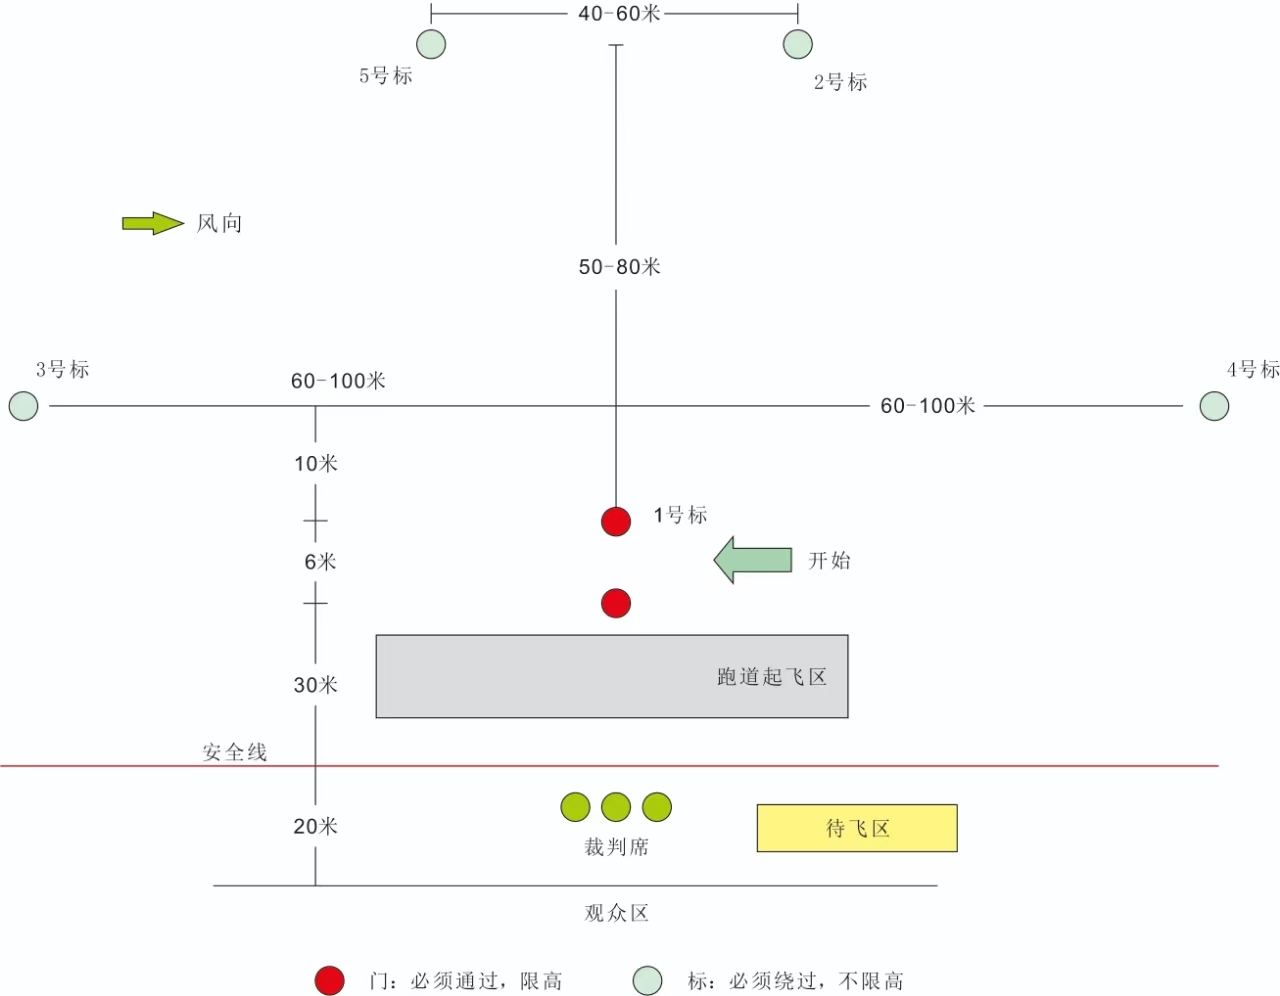 40-60米
5号标
2号标
风向
50-80米
3号标
4号标
60-100米
60-100米
10米
1号标
6米
开始
跑道起飞区
30米
安全线
20米
裁判席
待飞区
观众区
门：必须通过，限高
标：必须绕过，不限高